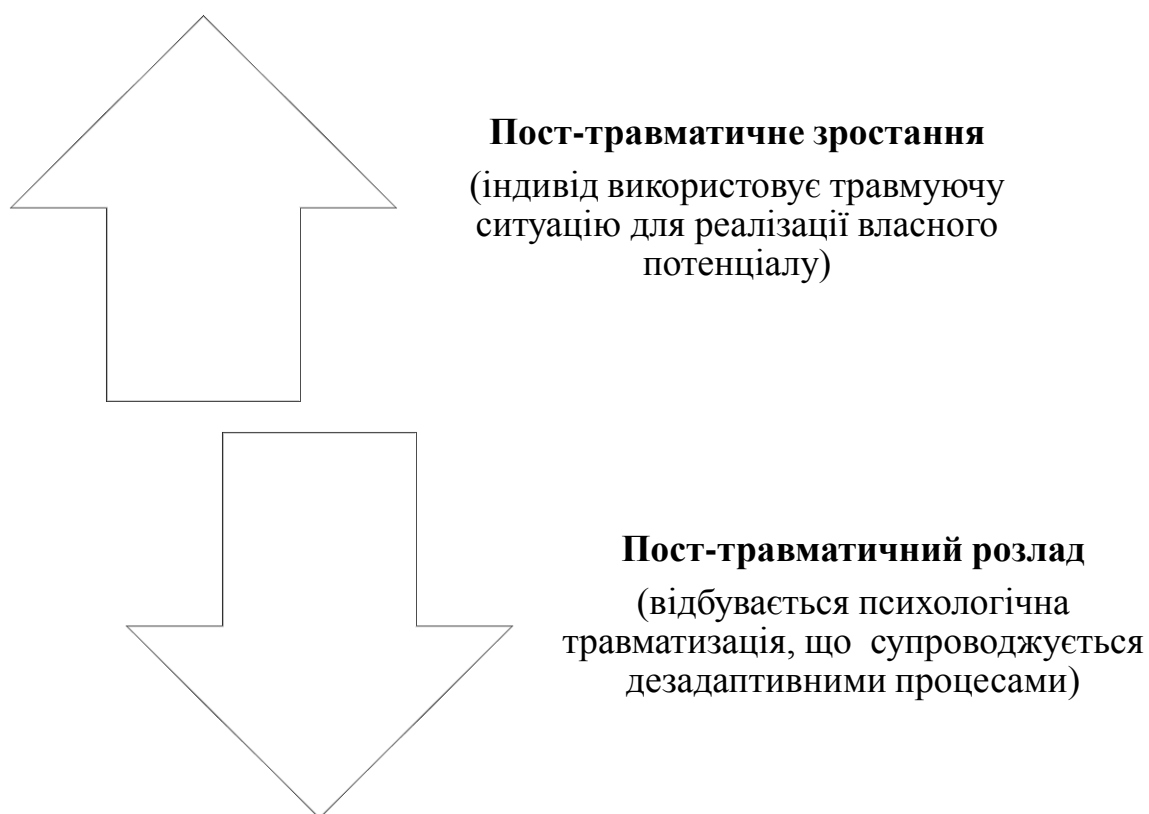 Пост-травматичне зростання
(індивід використовує травмуючу
ситуацію для реалізації власного
потенціалу)
Пост-травматичний розлад
(відбувається психологічна
травматизація, що супроводжується
дезадаптивними процесами)